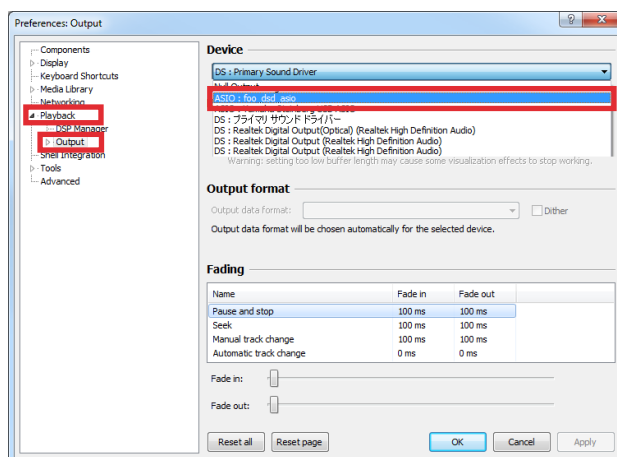 Preferences: Output
Components
Display
Keyboard Shortcuts
Media Library
Networking
Playback
DSP Manager
Output
Shell Integration
Tools
Advanced
Device
DS : Primary Sound Driver
Null Output
ASIO : foo_dsd_asio
DS : プライマリ サウンド ドライバー
DS : Realtek Digital Output(Optical) (Realtek High Definition Audio)
DS : Realtek Digital Output (Realtek High Definition Audio)
DS : Realtek Digital Output (Realtek High Definition Audio)
Warning: setting too low buffer length may cause some visualization effects to stop working.
Output format
Output data format:
Dither
Output data format will be chosen automatically for the selected device.
Fading
Name Fade in Fade out
Pause and stop 100 ms 100 ms
Seek 100 ms 100 ms
Manual track change 100 ms 100 ms
Automatic track change 0 ms 0 ms
Fade in:
Fade out:
Reset all Reset page OK Cancel Apply